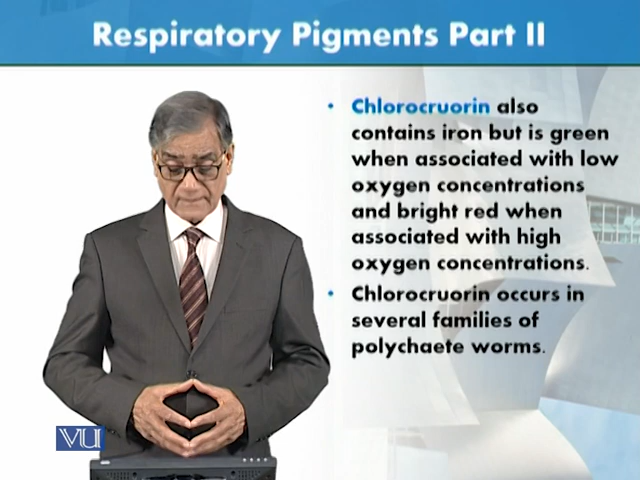 Respiratory Pigments Part II
• Chlorocruorin also
contains iron but is green
when associated with low
oxygen concentrations
and bright red when
associated with high
oxygen concentrations.
• Chlorocruorin occurs in
several families of
polychaete worms.
VU